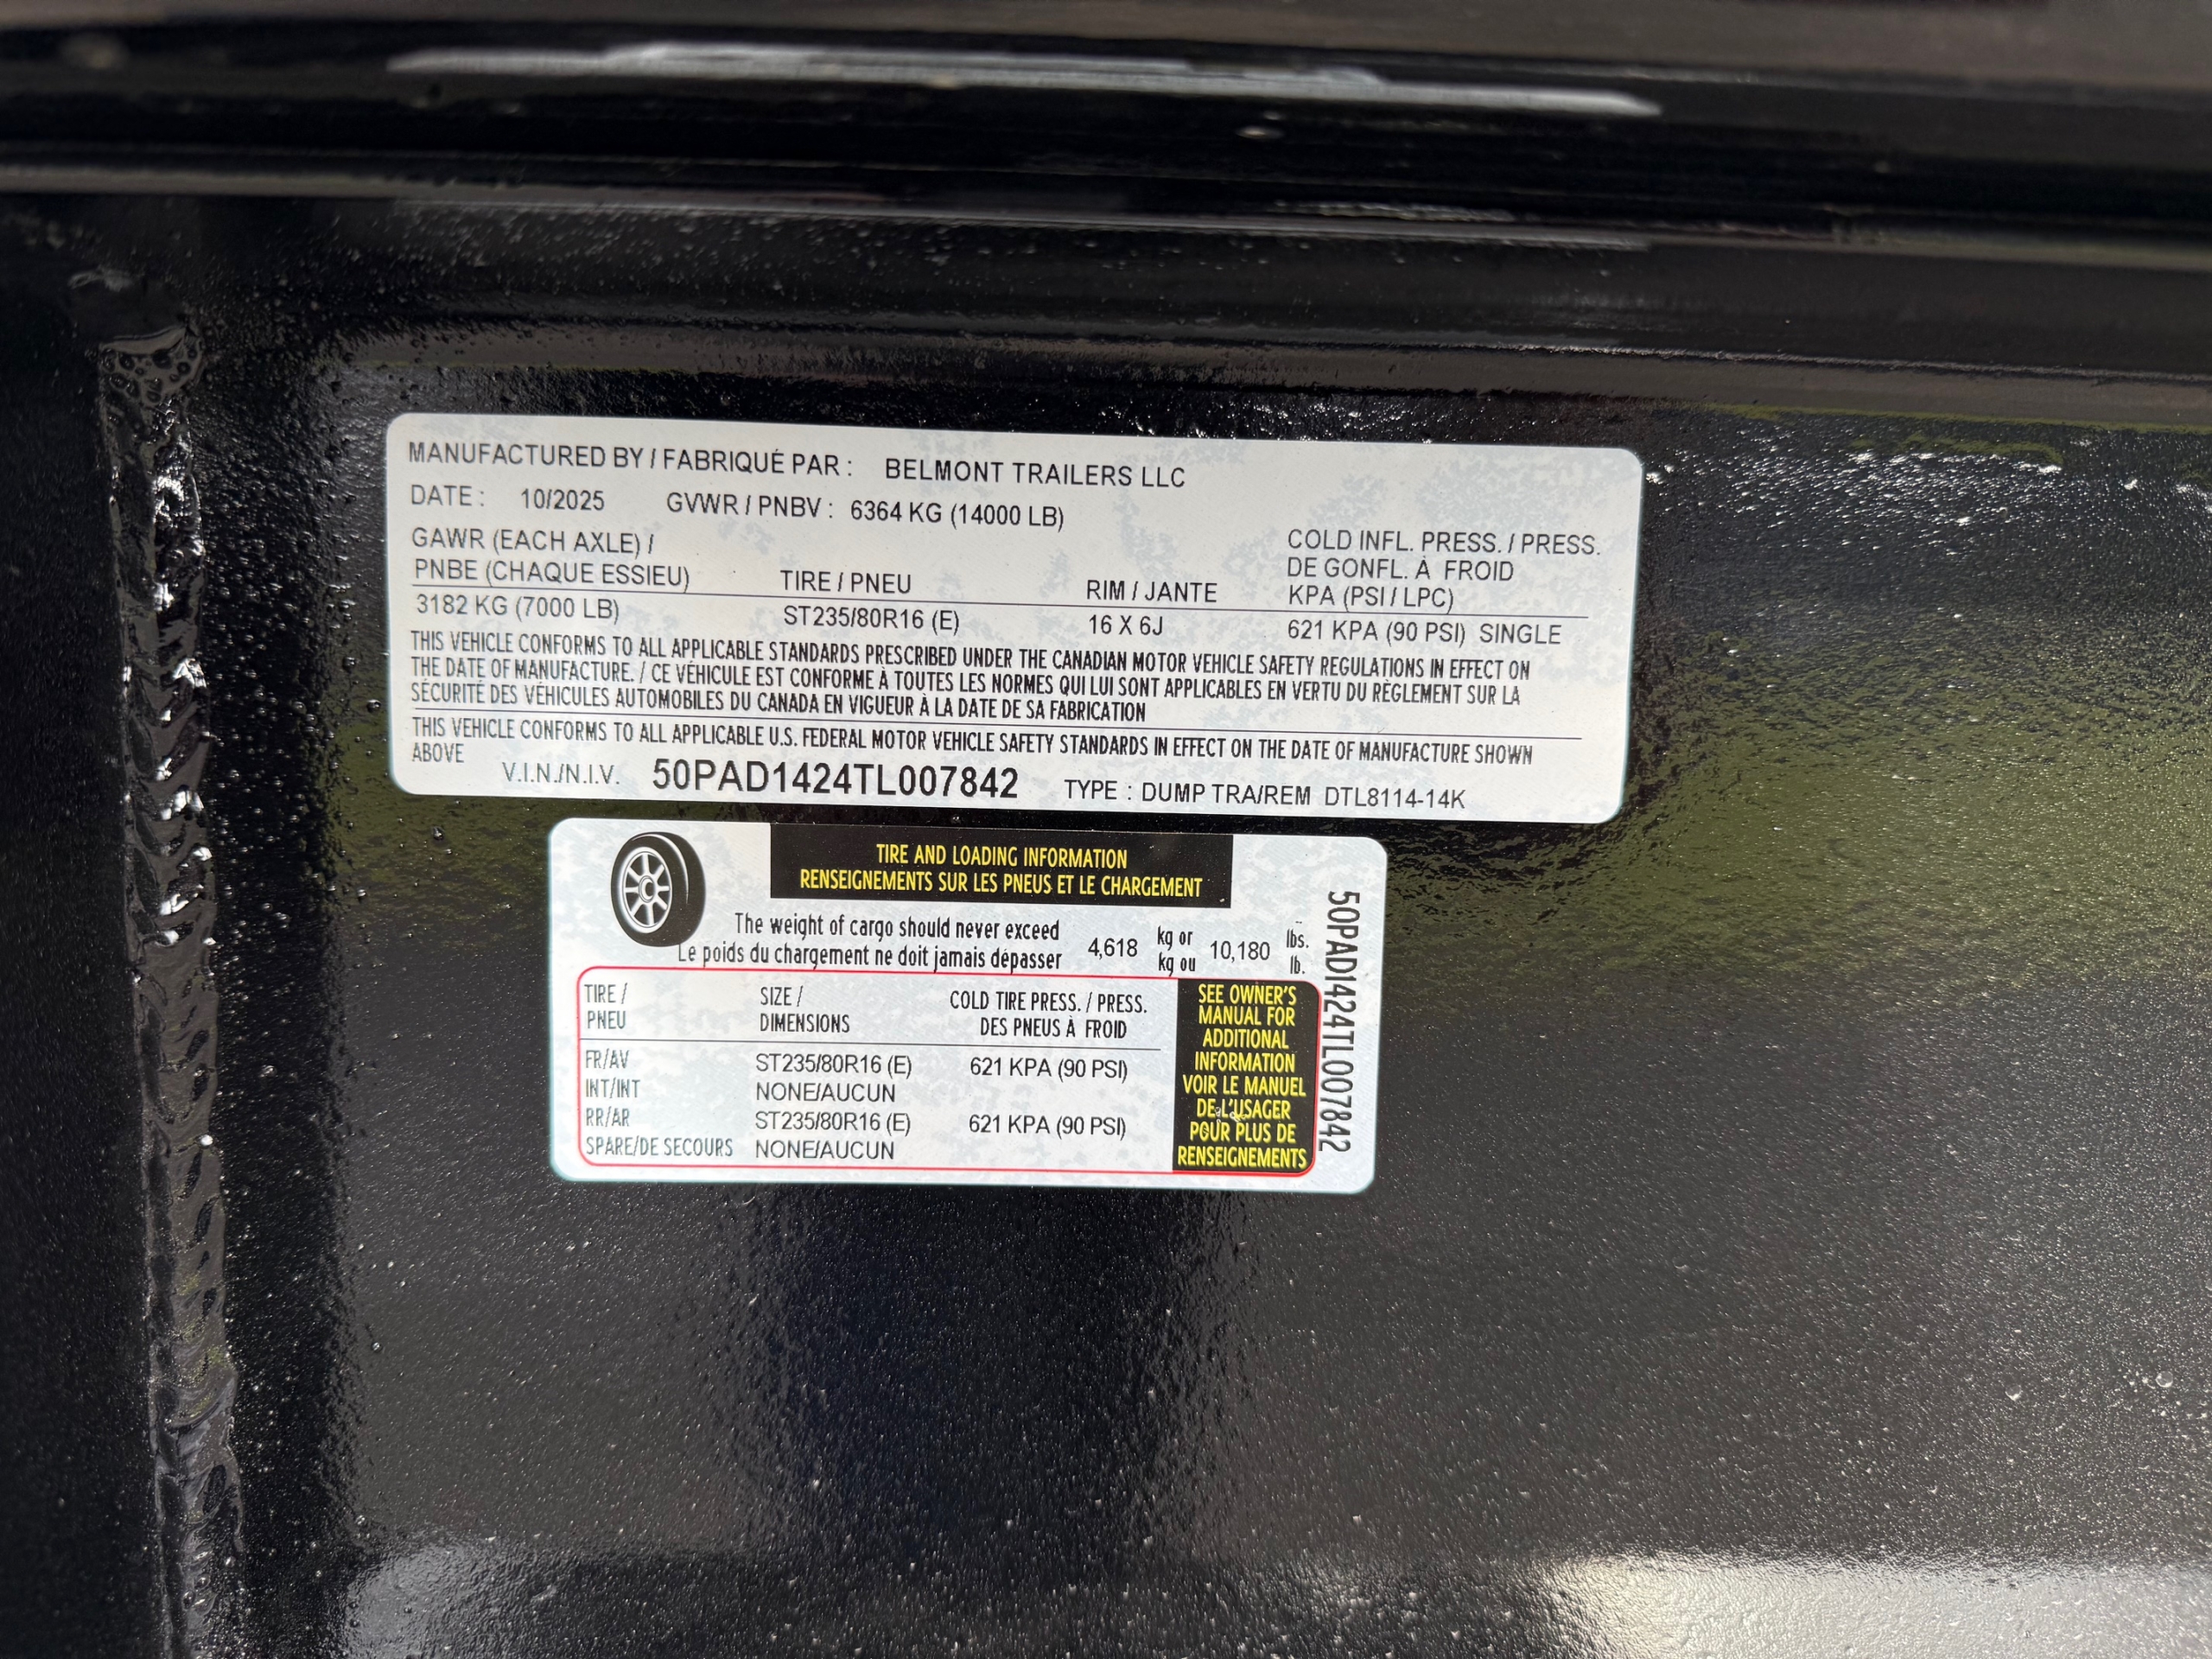 MANUFACTURED BY / FABRIQUÉ PAR : BELMONT TRAILERS LLC
DATE : 10/2025 GVWR / PNBV : 6364 KG (14000 LB)
GAWR (EACH AXLE) /
PNBE (CHAQUE ESSIEU) TIRE / PNEU RIM / JANTE COLD INFL. PRESS. / PRESS.
DE GONFL. À FROID
KPA (PSI / LPC)
3182 KG (7000 LB) ST235/80R16 (E) 16 X 6J 621 KPA (90 PSI) SINGLE
THIS VEHICLE CONFORMS TO ALL APPLICABLE STANDARDS PRESCRIBED UNDER THE CANADIAN MOTOR VEHICLE SAFETY REGULATIONS IN EFFECT ON
THE DATE OF MANUFACTURE. / CE VÉHICULE EST CONFORME À TOUTES LES NORMES QUI LUI SONT APPLICABLES EN VERTU DU RÈGLEMENT SUR LA
SÉCURITÉ DES VÉHICULES AUTOMOBILES DU CANADA EN VIGUEUR À LA DATE DE SA FABRICATION
THIS VEHICLE CONFORMS TO ALL APPLICABLE U.S. FEDERAL MOTOR VEHICLE SAFETY STANDARDS IN EFFECT ON THE DATE OF MANUFACTURE SHOWN
ABOVE
V.I.N./N.I.V. 50PAD1424TL007842 TYPE : DUMP TRA/REM DTL8114-14K
TIRE AND LOADING INFORMATION
RENSEIGNEMENTS SUR LES PNEUS ET LE CHARGEMENT
The weight of cargo should never exceed
Le poids du chargement ne doit jamais dépasser
4,618 kg or
kg ou
10,180 lbs.
lb.
TIRE /
PNEU
SIZE /
DIMENSIONS
COLD TIRE PRESS. / PRESS.
DES PNEUS À FROID
FR/AV ST235/80R16 (E) 621 KPA (90 PSI)
INT/INT NONE/AUCUN
RR/AR ST235/80R16 (E) 621 KPA (90 PSI)
SPARE/DE SECOURS NONE/AUCUN
SEE OWNER'S
MANUAL FOR
ADDITIONAL
INFORMATION
VOIR LE MANUEL
DE L'USAGER
POUR PLUS DE
RENSEIGNEMENTS
50PAD1424TL007842